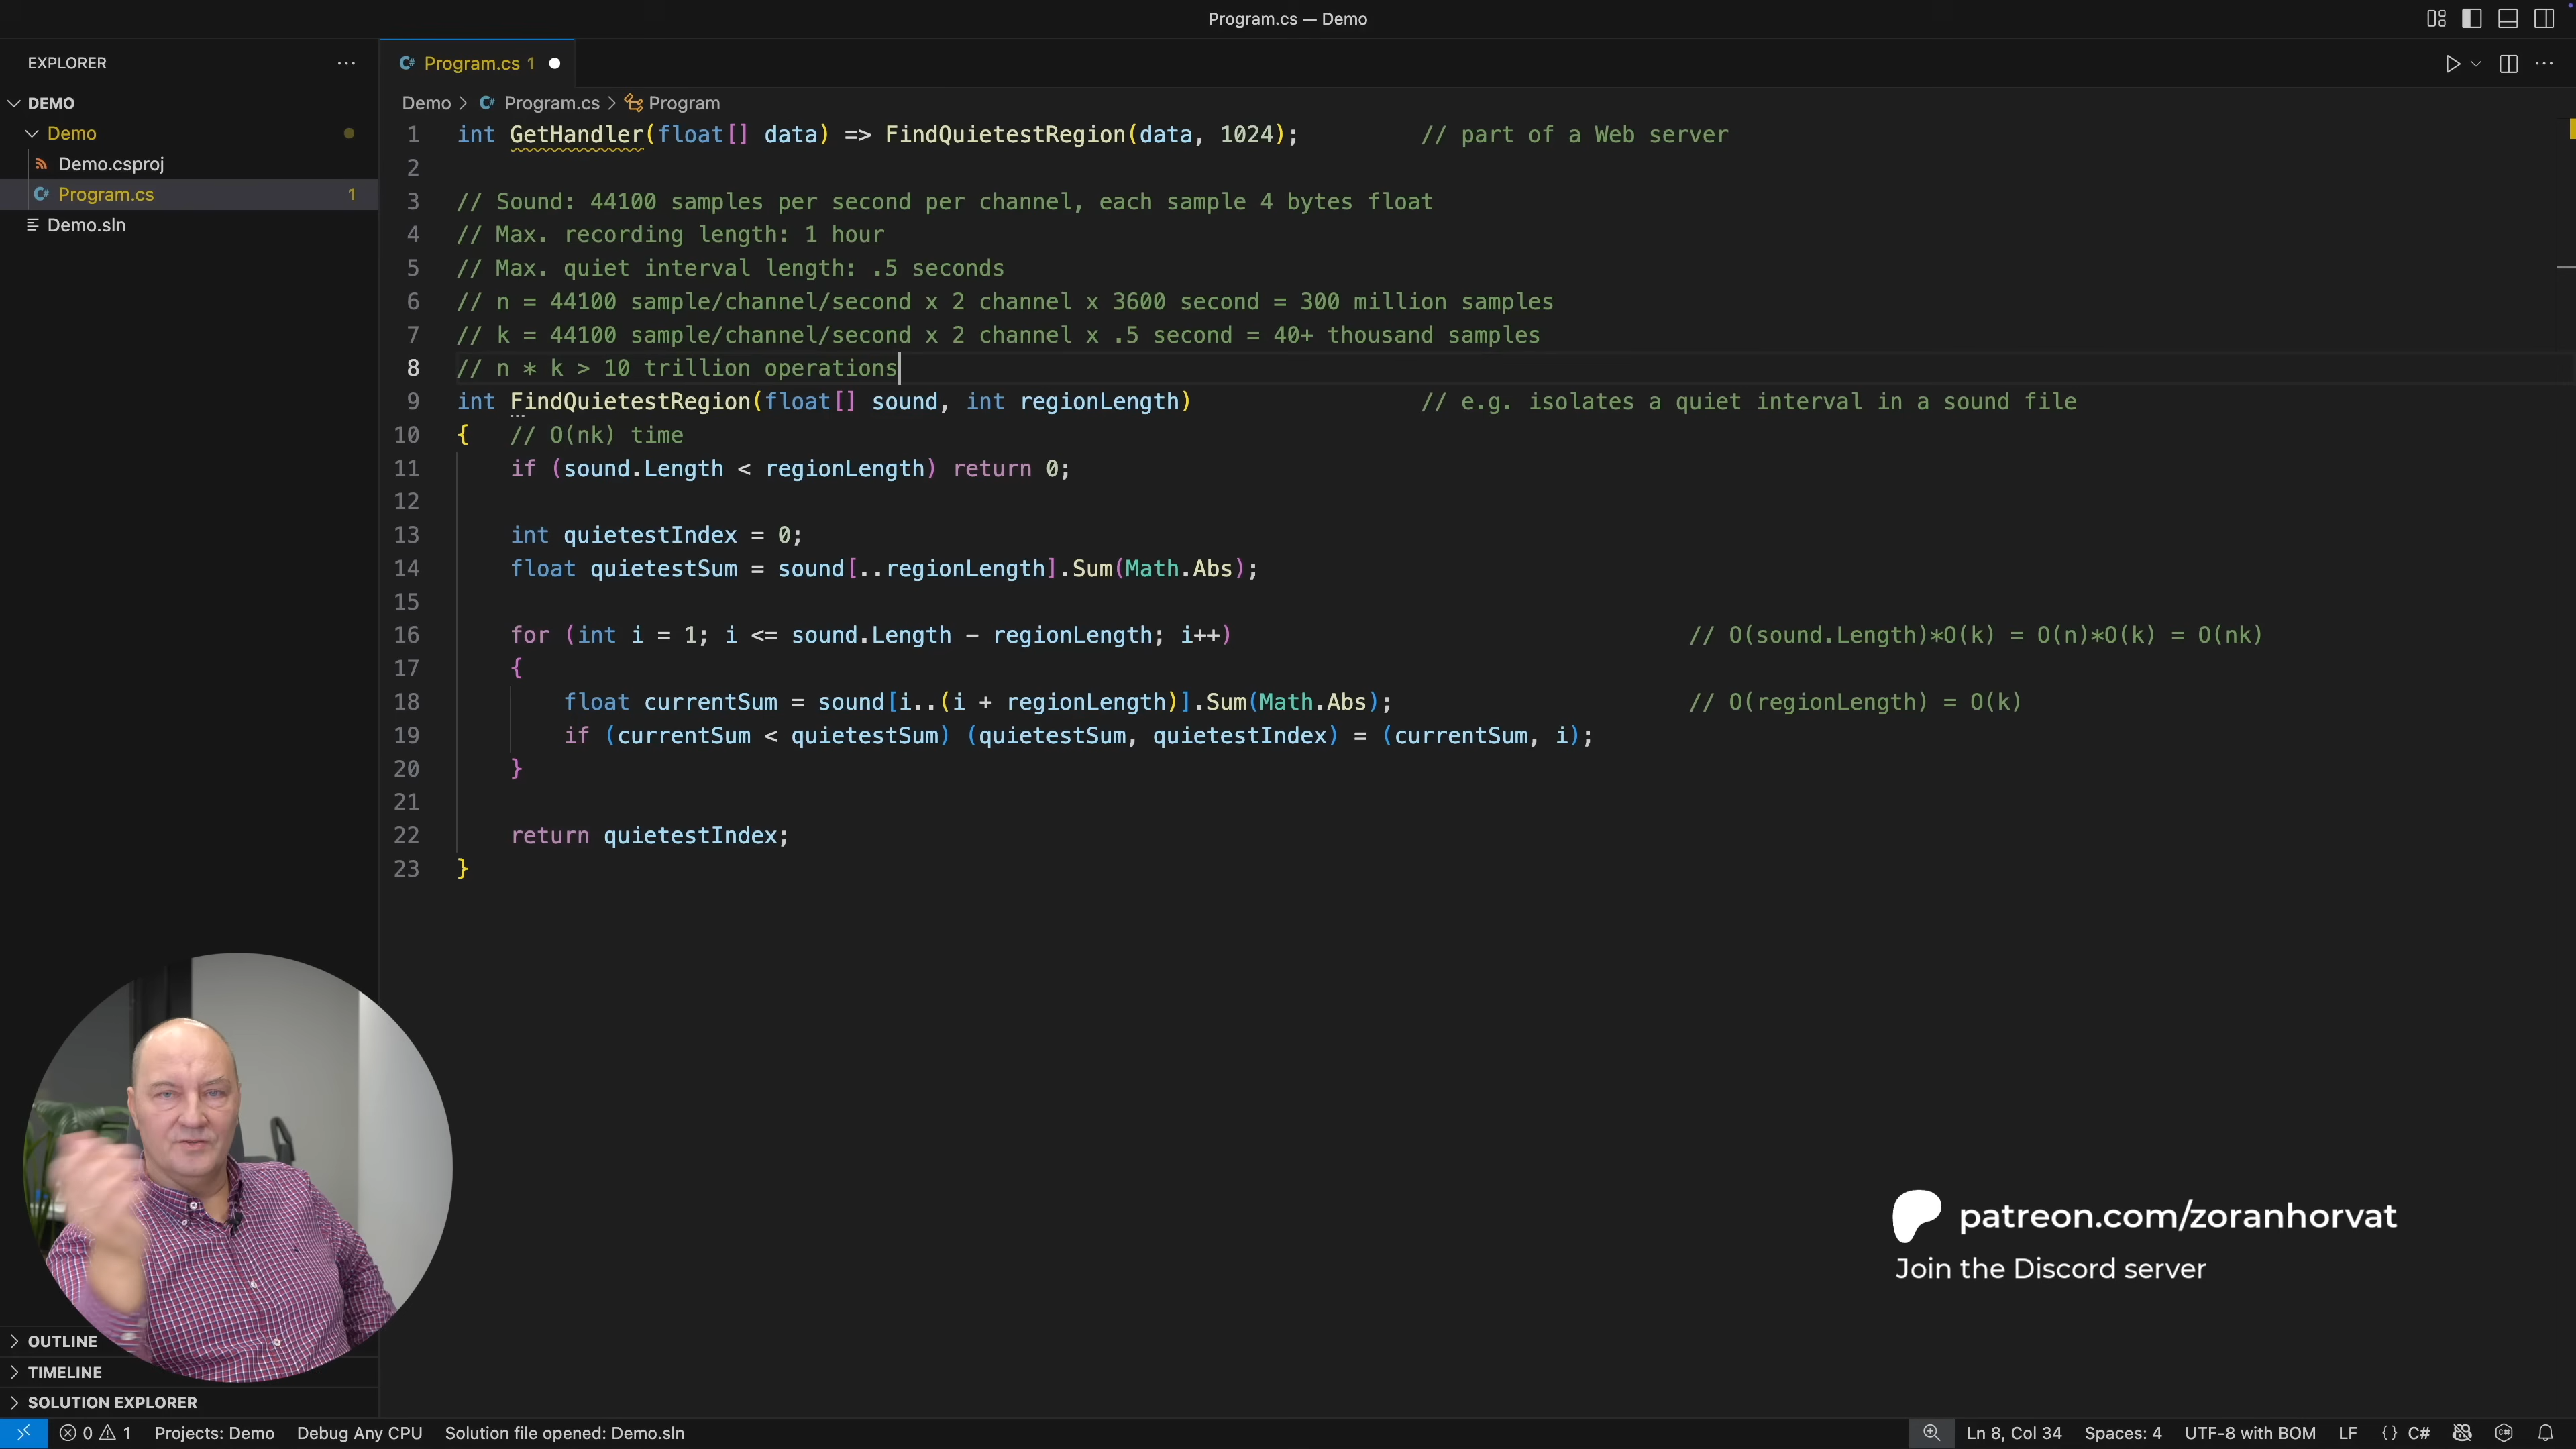 Program.cs — Demo
EXPLORER
DEMO
Demo
Demo.csproj
Program.cs 1
Demo.sln
Program.cs 1
Demo > Program.cs > Program
1 int GetHandler(float[] data) => FindQuietestRegion(data, 1024); // part of a Web server
2
3 // Sound: 44100 samples per second per channel, each sample 4 bytes float
4 // Max. recording length: 1 hour
5 // Max. quiet interval length: .5 seconds
6 // n = 44100 sample/channel/second x 2 channel x 3600 second = 300 million samples
7 // k = 44100 sample/channel/second x 2 channel x .5 second = 40+ thousand samples
8 // n * k > 10 trillion operations
9 int FindQuietestRegion(float[] sound, int regionLength) // e.g. isolates a quiet interval in a sound file
10 { // O(nk) time
11 if (sound.Length < regionLength) return 0;
12
13 int quietestIndex = 0;
14 float quietestSum = sound[..regionLength].Sum(Math.Abs);
15
16 for (int i = 1; i <= sound.Length - regionLength; i++) // O(sound.Length)*O(k) = O(n)*O(k) = O(nk)
17 {
18 float currentSum = sound[i..(i + regionLength)].Sum(Math.Abs); // O(regionLength) = O(k)
19 if (currentSum < quietestSum) (quietestSum, quietestIndex) = (currentSum, i);
20 }
21
22 return quietestIndex;
23 }
patreon.com/zoranhorvat
Join the Discord server
OUTLINE
TIMELINE
SOLUTION EXPLORER
0 1 Projects: Demo Debug Any CPU Solution file opened: Demo.sln Ln 8, Col 34 Spaces: 4 UTF-8 with BOM LF {} C#